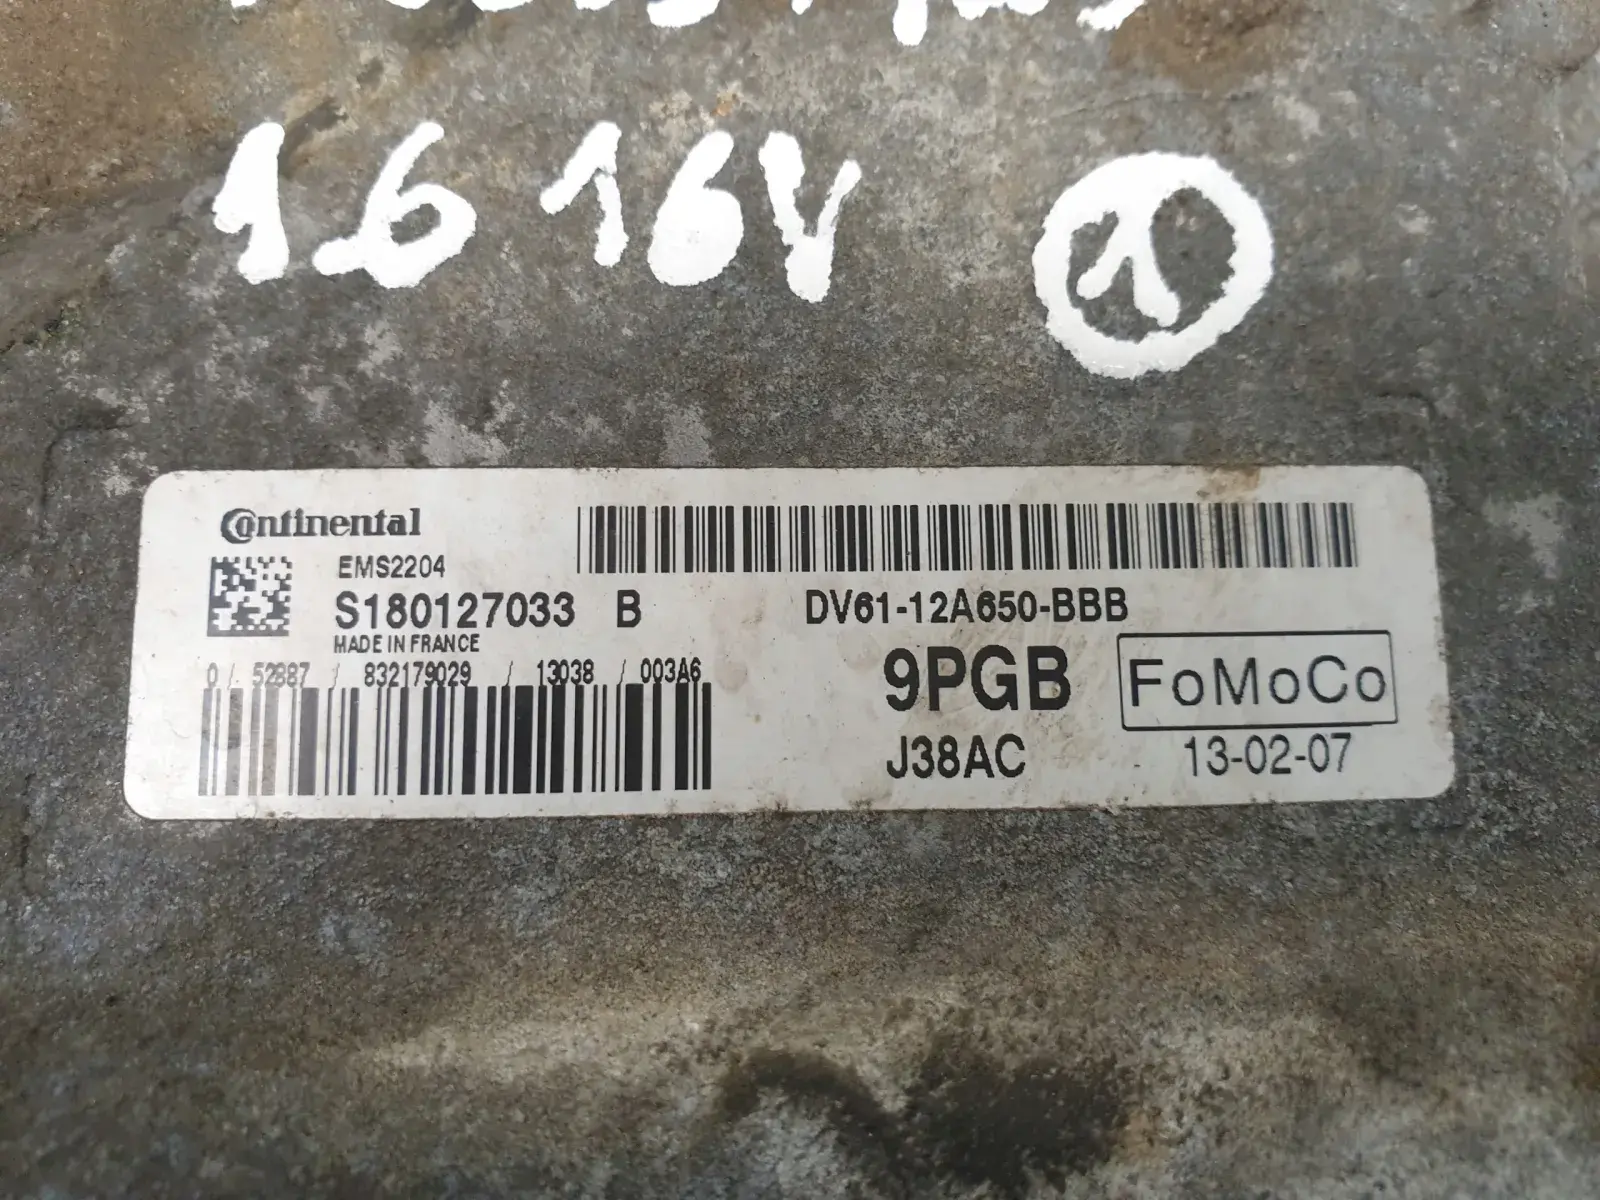 1.6 16V 1
Continental
EMS2204
S180127033 B
DV61-12A650-BBB
MADE IN FRANCE
0 / 52887 / 832179029 / 13038 / 003A6
9PGB
FoMoCo
J38AC
13-02-07